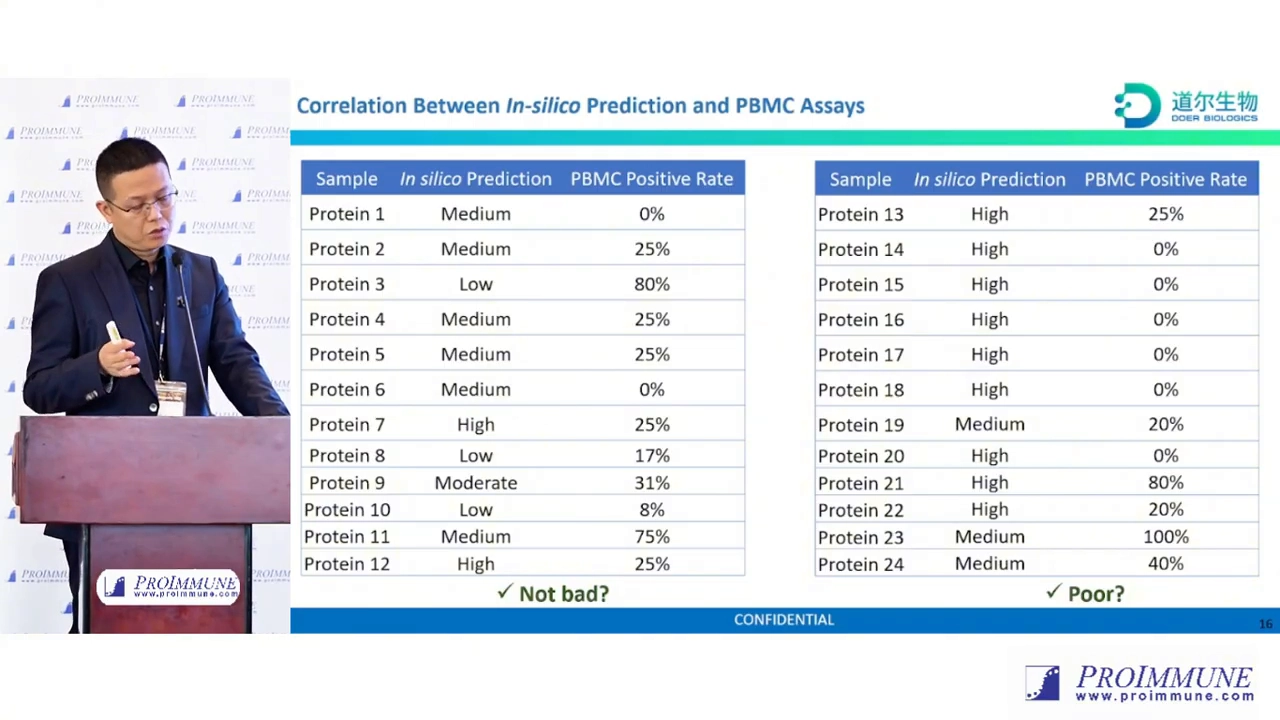 Correlation Between In-silico Prediction and PBMC Assays
道尔生物
DOER BIOLOGICS
Sample In silico Prediction PBMC Positive Rate
Protein 1 Medium 0%
Protein 2 Medium 25%
Protein 3 Low 80%
Protein 4 Medium 25%
Protein 5 Medium 25%
Protein 6 Medium 0%
Protein 7 High 25%
Protein 8 Low 17%
Protein 9 Moderate 31%
Protein 10 Low 8%
Protein 11 Medium 75%
Protein 12 High 25%
✓ Not bad?
Sample In silico Prediction PBMC Positive Rate
Protein 13 High 25%
Protein 14 High 0%
Protein 15 High 0%
Protein 16 High 0%
Protein 17 High 0%
Protein 18 High 0%
Protein 19 Medium 20%
Protein 20 High 0%
Protein 21 High 80%
Protein 22 High 20%
Protein 23 Medium 100%
Protein 24 Medium 40%
✓ Poor?
CONFIDENTIAL
16
PROIMMUNE
www.proimmune.com
PROIMMUNE
www.proimmune.com